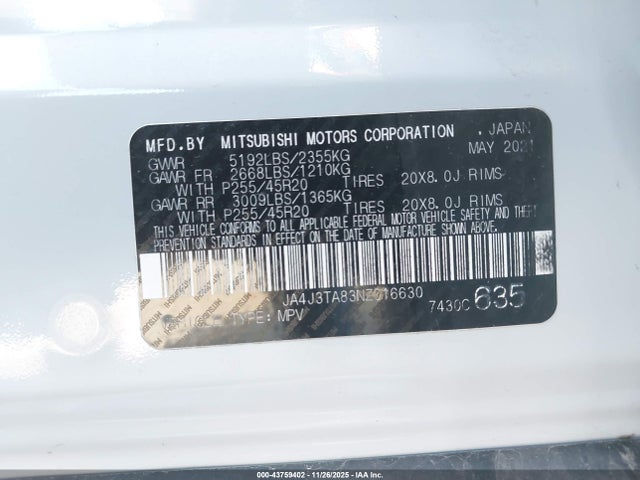 MFD.BY MITSUBISHI MOTORS CORPORATION , JAPAN
GVWR 5192LBS/2355KG MAY 2021
GAWR FR 2668LBS/1210KG
WITH P255/45R20 TIRES 20X8.0J RIMS
GAWR RR 3009LBS/1365KG
WITH P255/45R20 TIRES 20X8.0J RIMS
THIS VEHICLE CONFORMS TO ALL APPLICABLE FEDERAL MOTOR VEHICLE SAFETY AND THEFT
PREVENTION STANDARDS IN EFFECT ON THE DATE OF MANUFACTURE SHOWN ABOVE.
JA4J3TA83NZ016630
TYPE: MPV 7430C 635
MITSUBISHI MITSUBISHI MITSUBISHI
000-43759402 - 11/26/2025 - IAA, Inc.